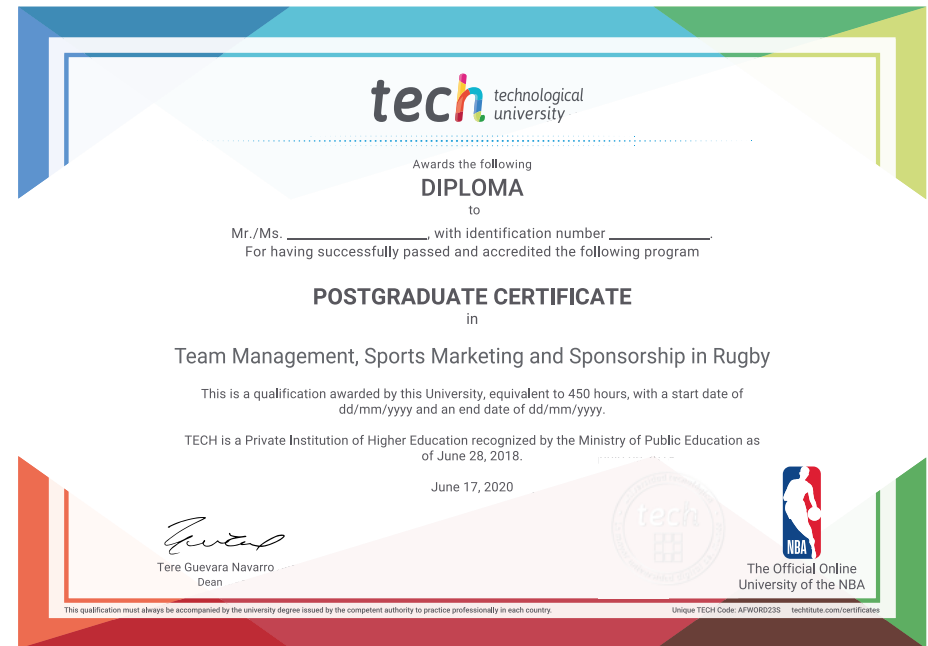 tech technological
university
Awards the following
DIPLOMA
to
Mr./Ms. ____________________, with identification number ______________.
For having successfully passed and accredited the following program
POSTGRADUATE CERTIFICATE
in
Team Management, Sports Marketing and Sponsorship in Rugby
This is a qualification awarded by this University, equivalent to 450 hours, with a start date of
dd/mm/yyyy and an end date of dd/mm/yyyy.
TECH is a Private Institution of Higher Education recognized by the Ministry of Public Education as
of June 28, 2018.
June 17, 2020
tech
NBA
Tere Guevara Navarro
Dean
The Official Online
University of the NBA
This qualification must always be accompanied by the university degree issued by the competent authority to practice professionally in each country.
Unique TECH Code: AFWORD23S techtitute.com/certificates